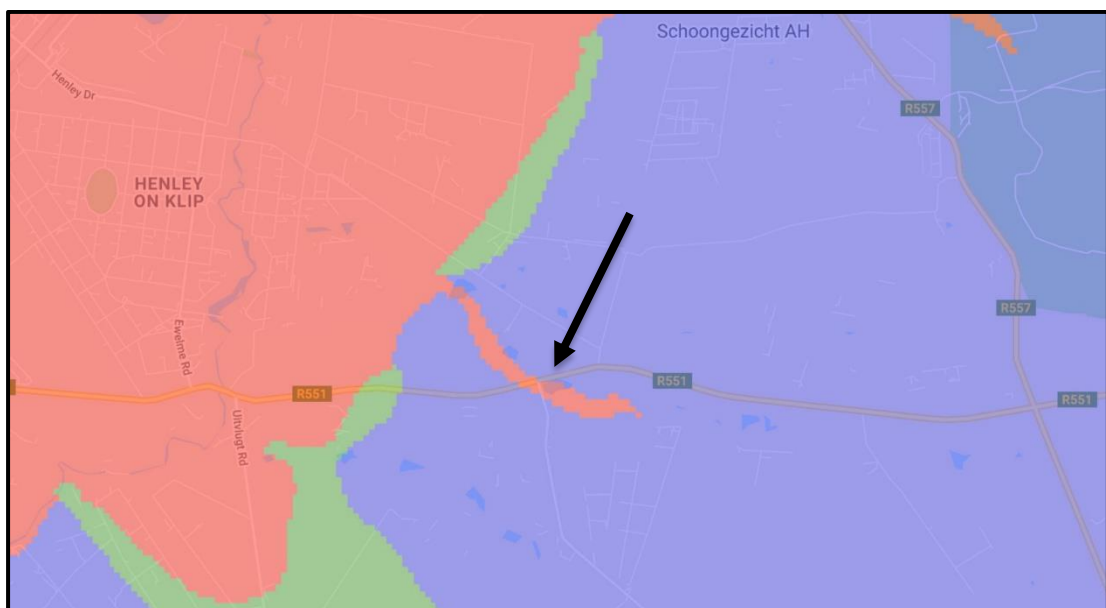 Schoongezicht AH
Henley Dr
R557
HENLEY
ON KLIP
R557
Ewelme Rd
R551
R551
R551
Uitvlugt Rd